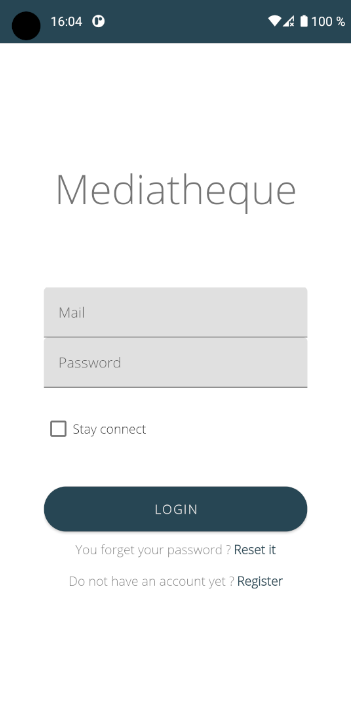 16:04 100 %
Mediatheque
Mail
Password
Stay connect
LOGIN
You forget your password ? Reset it
Do not have an account yet ? Register